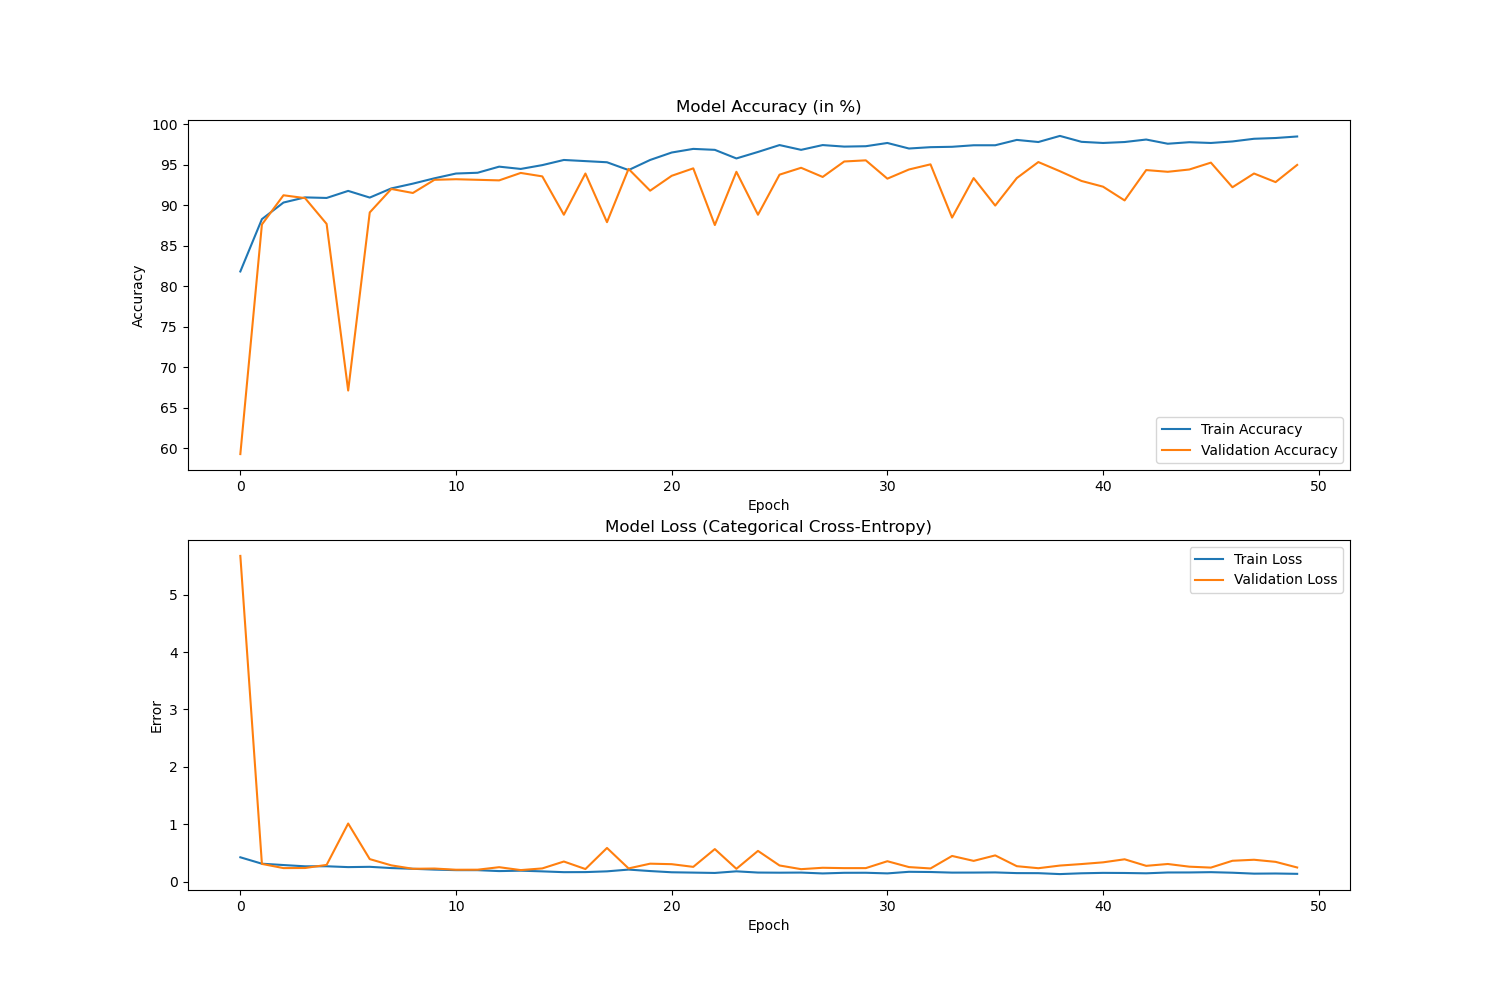 Model Accuracy (in %)
100
95
90
85
80
75
70
65
60
Accuracy
Train Accuracy
Validation Accuracy
0 10 20 30 40 50
Epoch
Model Loss (Categorical Cross-Entropy)
Train Loss
Validation Loss
5
4
3
2
1
0
Error
0 10 20 30 40 50
Epoch